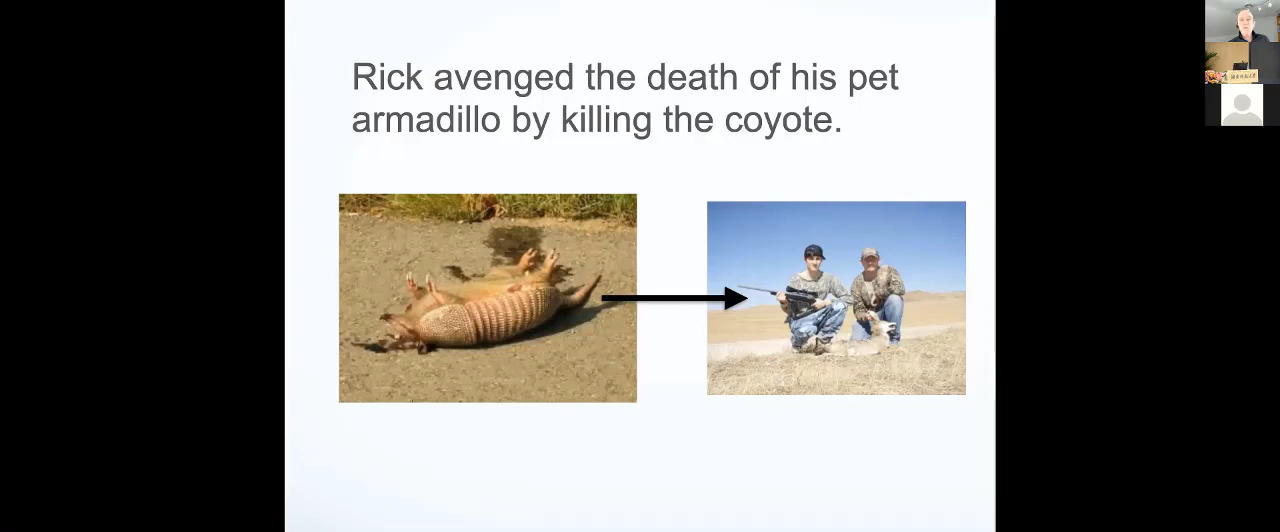 Rick avenged the death of his pet
armadillo by killing the coyote.